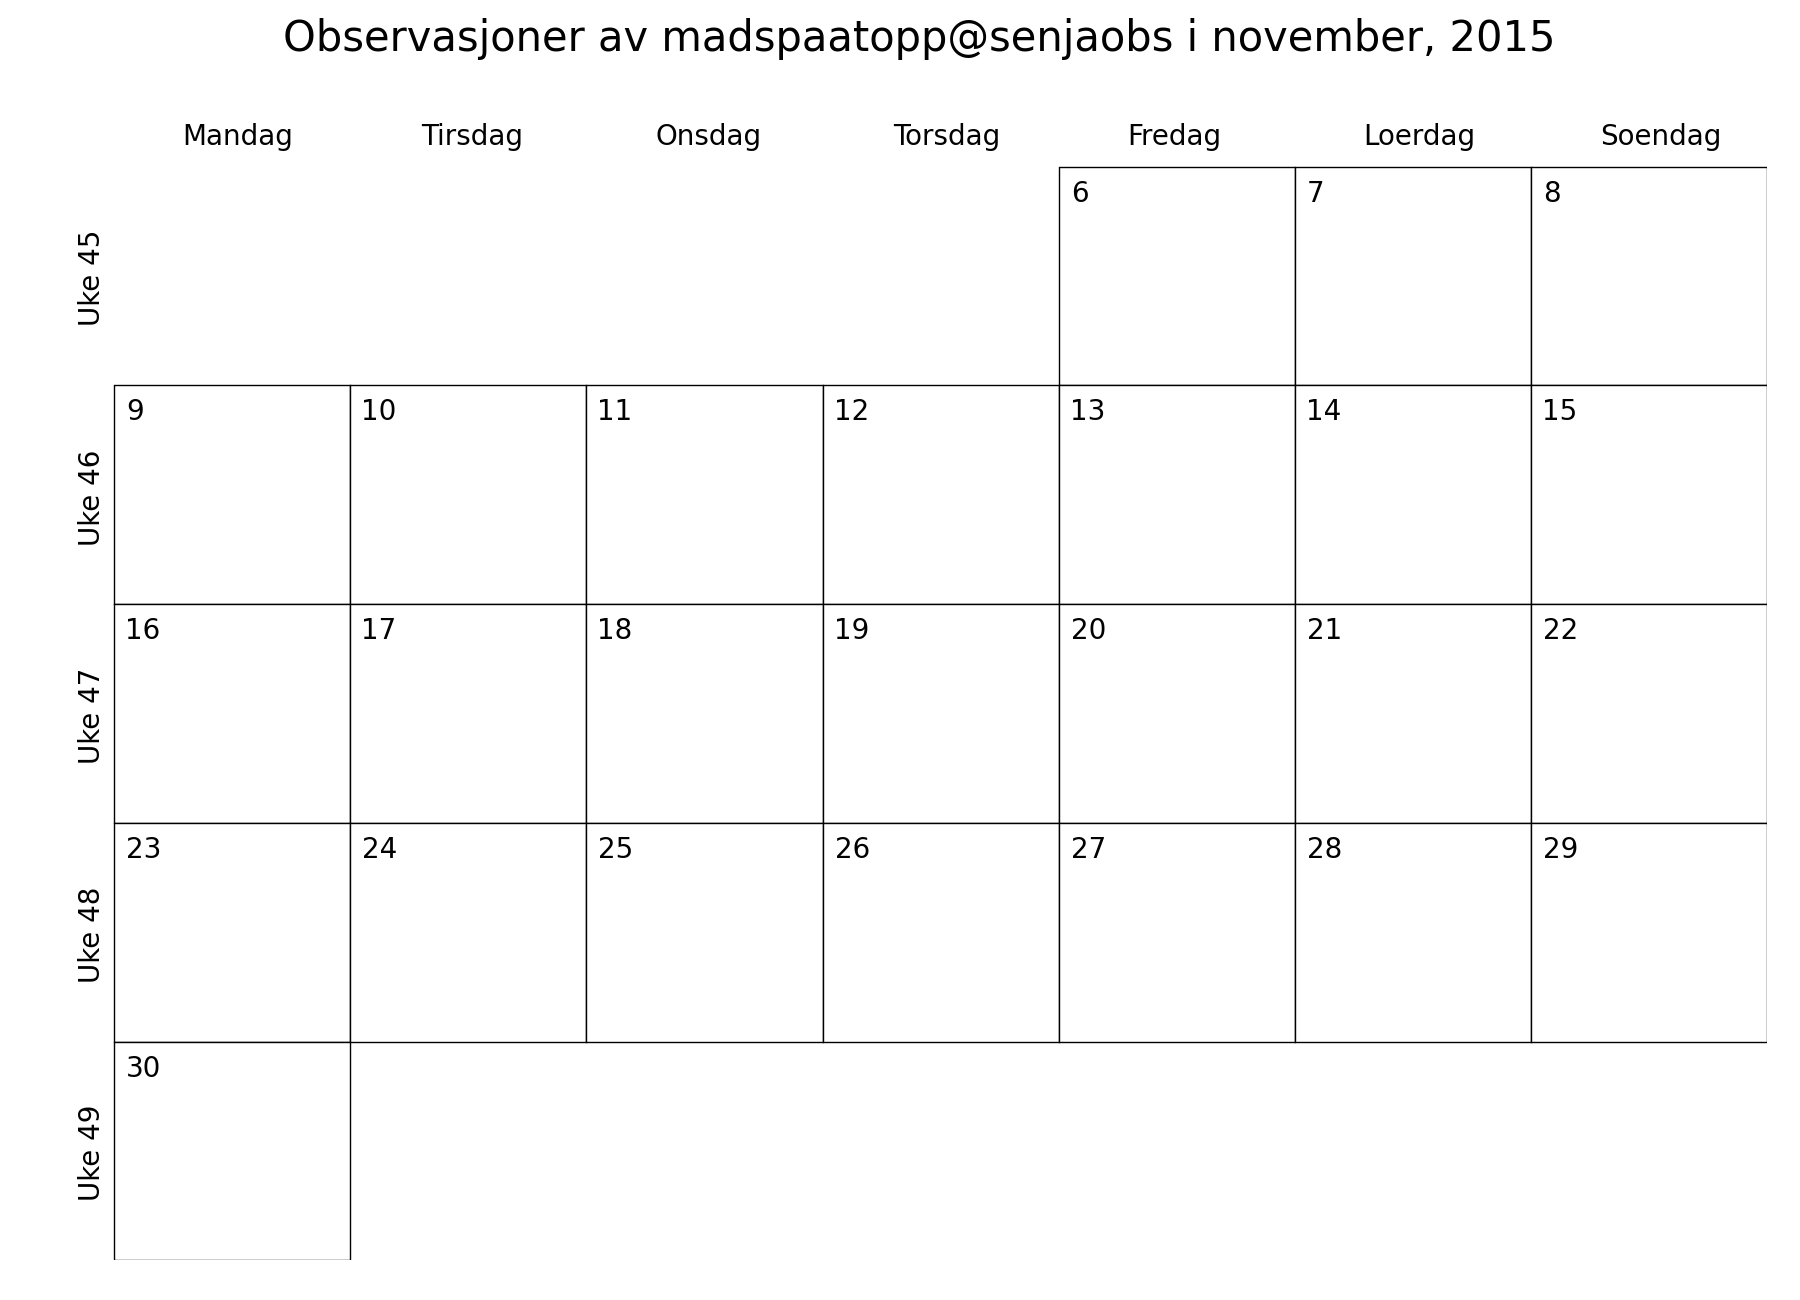 Observasjoner av madspaatopp@senjaobs i november, 2015
Mandag Tirsdag Onsdag Torsdag Fredag Loerdag Soendag
Uke 45
6 7 8
Uke 46
9 10 11 12 13 14 15
Uke 47
16 17 18 19 20 21 22
Uke 48
23 24 25 26 27 28 29
Uke 49
30